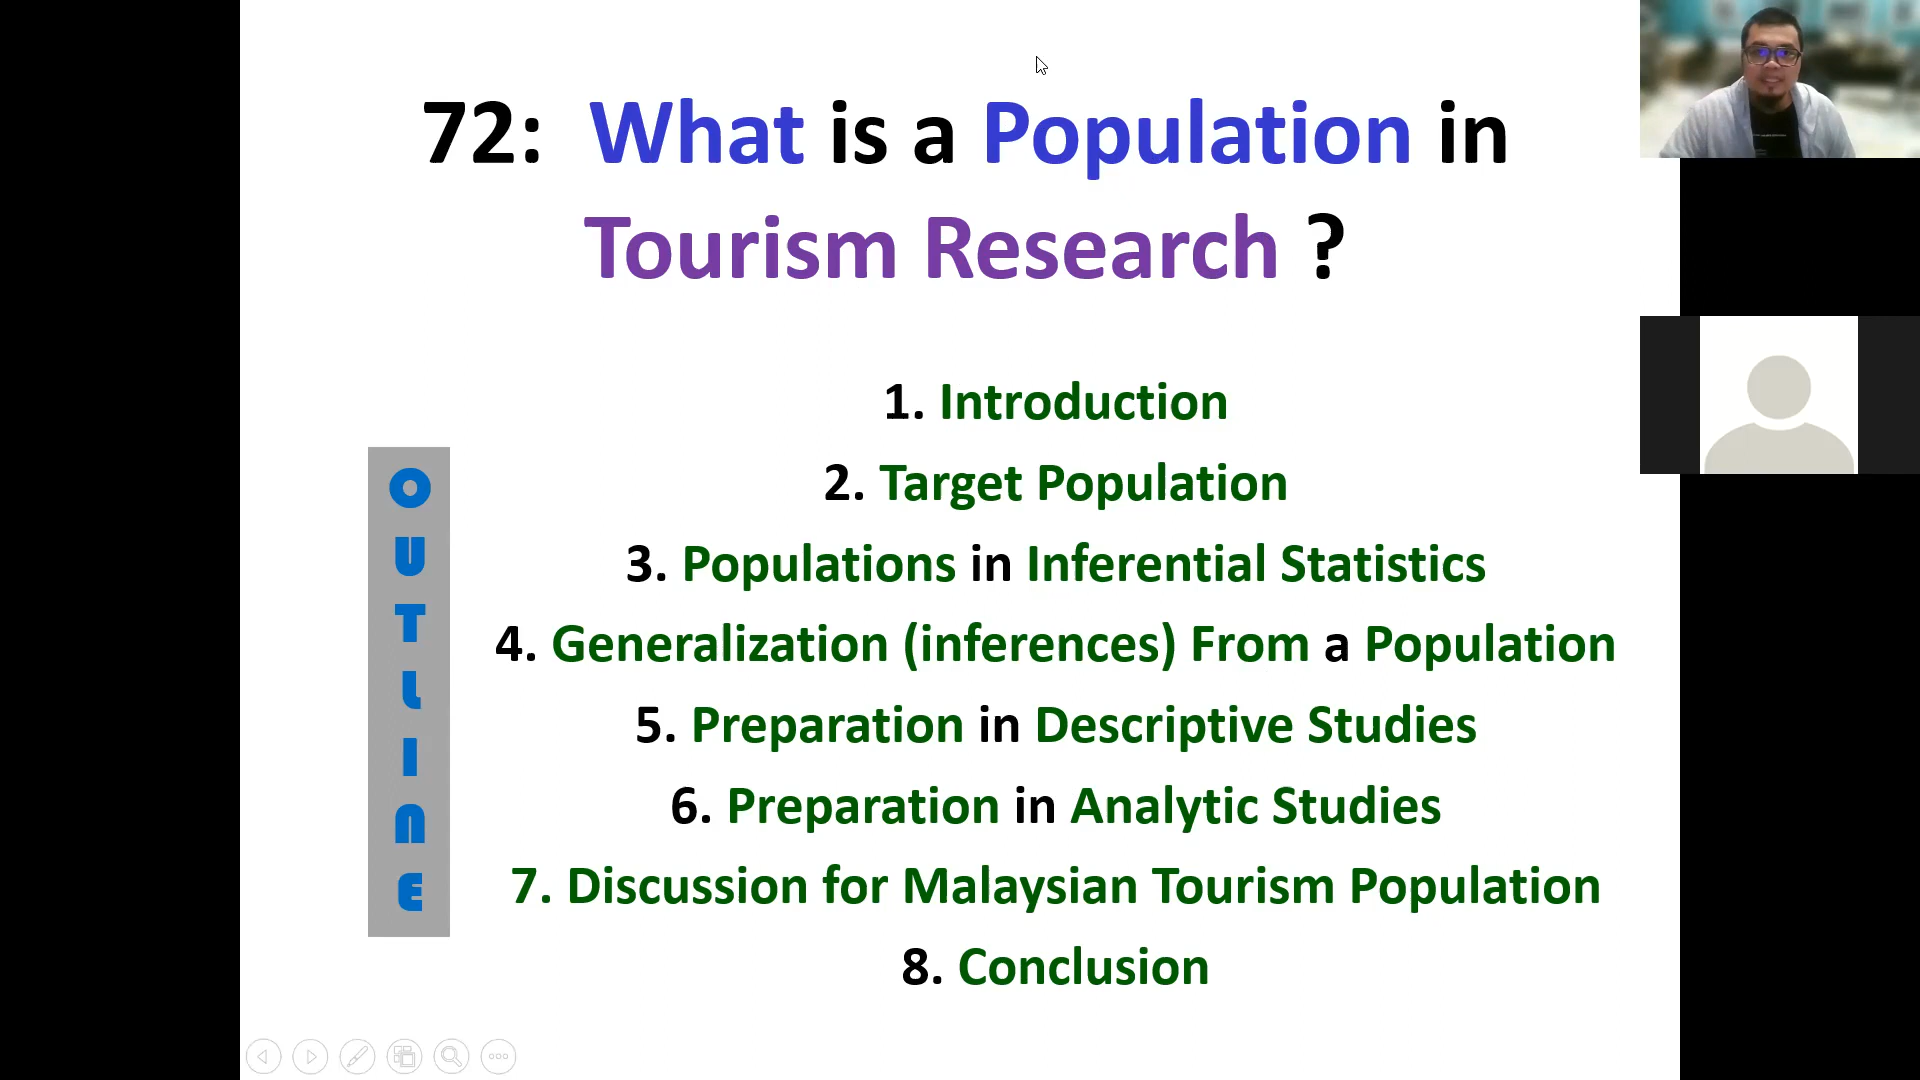 72: What is a Population in
Tourism Research ?
OUTLINE
1. Introduction
2. Target Population
3. Populations in Inferential Statistics
4. Generalization (inferences) From a Population
5. Preparation in Descriptive Studies
6. Preparation in Analytic Studies
7. Discussion for Malaysian Tourism Population
8. Conclusion